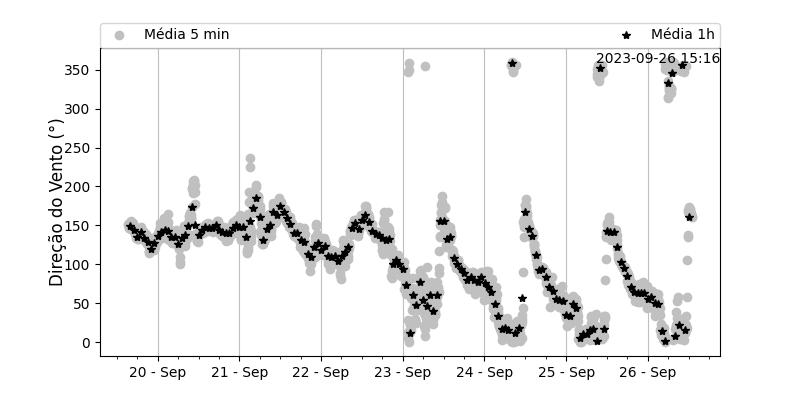 Média 5 min
Média 1h
2023-09-26 15:16
Direção do Vento (°)
350
300
250
200
150
100
50
0
20 - Sep
21 - Sep
22 - Sep
23 - Sep
24 - Sep
25 - Sep
26 - Sep